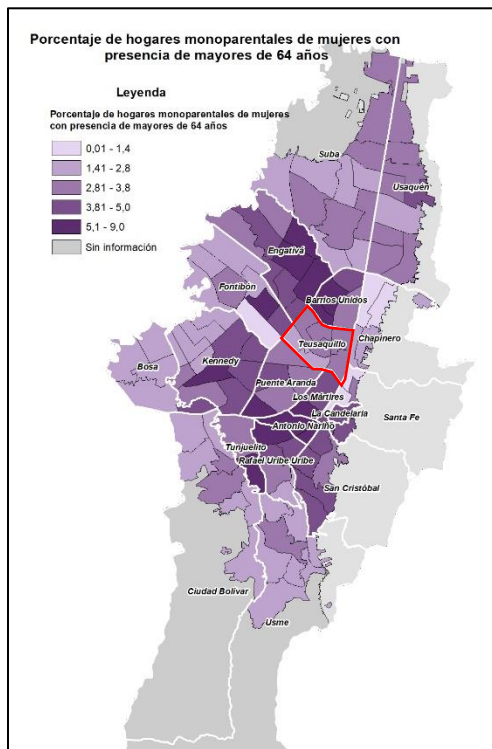 Porcentaje de hogares monoparentales de mujeres con
presencia de mayores de 64 años
Leyenda
Porcentaje de hogares monoparentales de mujeres
con presencia de mayores de 64 años
0,01 - 1,4
1,41 - 2,8
2,81 - 3,8
3,81 - 5,0
5,1 - 9,0
Sin información
Suba
Usaquén
Engativá
Fontibón
Barrios Unidos
Chapinero
Teusaquillo
Kennedy
Bosa
Puente Aranda
Los Mártires
La Candelaria
Santa Fe
Antonio Nariño
Tunjuelito
Rafael Uribe Uribe
San Cristóbal
Ciudad Bolivar
Usme